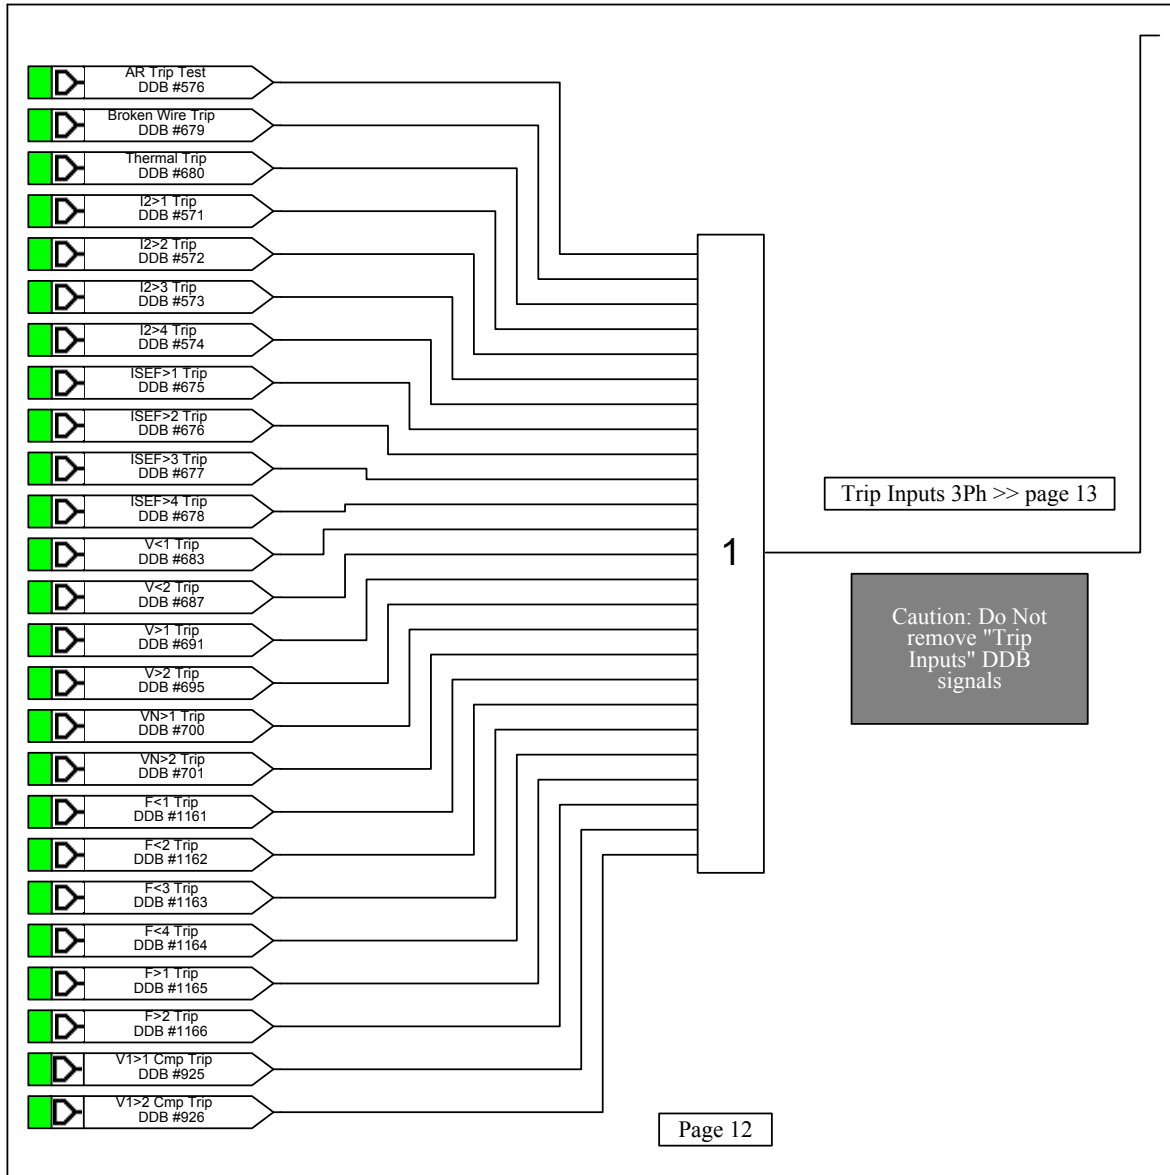 AR Trip Test
DDB #576
Broken Wire Trip
DDB #679
Thermal Trip
DDB #680
I2>1 Trip
DDB #571
I2>2 Trip
DDB #572
I2>3 Trip
DDB #573
I2>4 Trip
DDB #574
ISEF>1 Trip
DDB #675
ISEF>2 Trip
DDB #676
ISEF>3 Trip
DDB #677
ISEF>4 Trip
DDB #678
V<1 Trip
DDB #683
V<2 Trip
DDB #687
V>1 Trip
DDB #691
V>2 Trip
DDB #695
VN>1 Trip
DDB #700
VN>2 Trip
DDB #701
F<1 Trip
DDB #1161
F<2 Trip
DDB #1162
F<3 Trip
DDB #1163
F<4 Trip
DDB #1164
F>1 Trip
DDB #1165
F>2 Trip
DDB #1166
V1>1 Cmp Trip
DDB #925
V1>2 Cmp Trip
DDB #926
1
Trip Inputs 3Ph >> page 13
Caution: Do Not
remove "Trip
Inputs" DDB
signals
Page 12